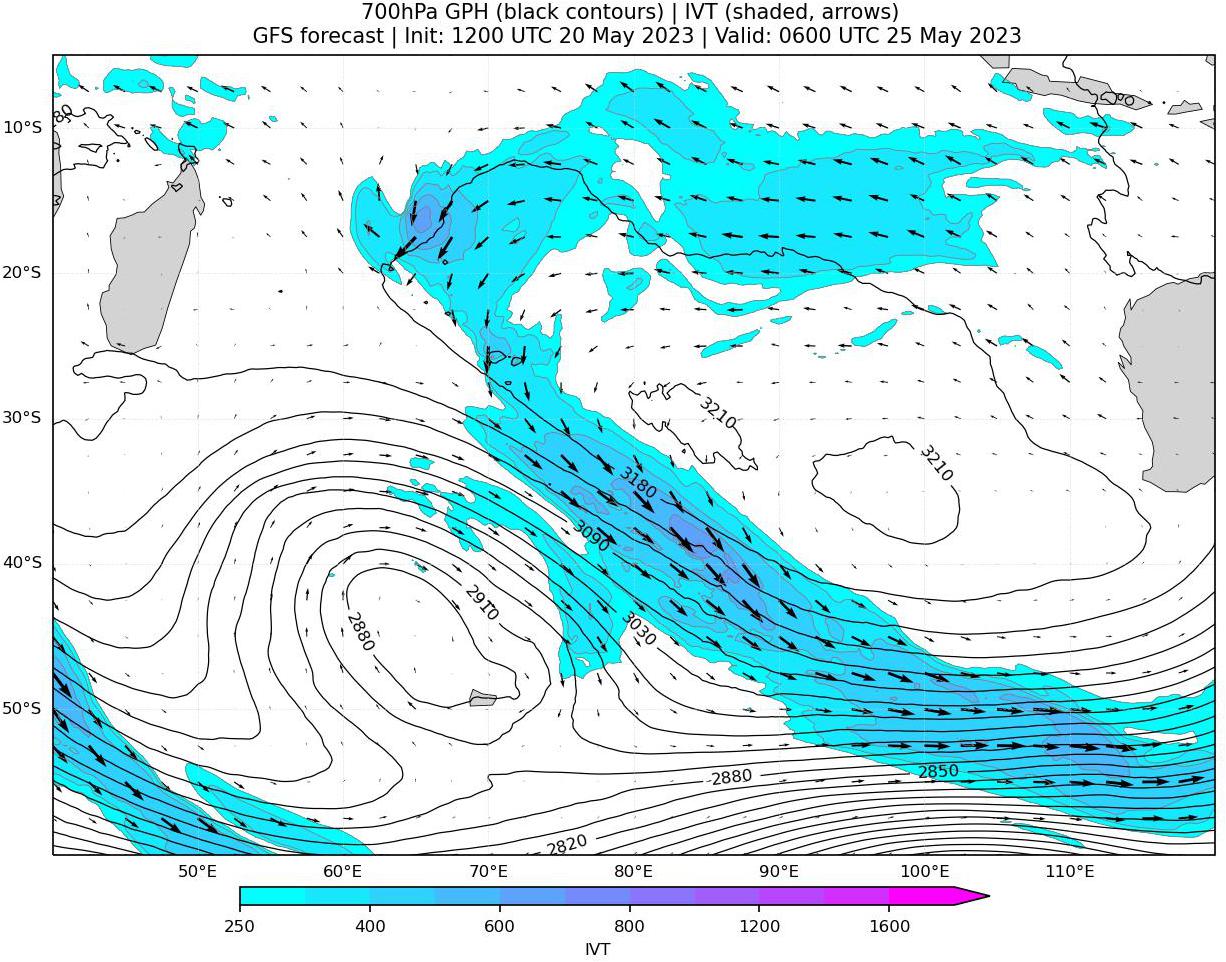 700hPa GPH (black contours) | IVT (shaded, arrows)
GFS forecast | Init: 1200 UTC 20 May 2023 | Valid: 0600 UTC 25 May 2023
80
10°S
20°S
30°S
40°S
50°S
3210
3210
3180
3090
2910
3030
2880
2880
2850
2820
50°E
60°E
70°E
80°E
90°E
100°E
110°E
250
400
600
800
1200
1600
IVT